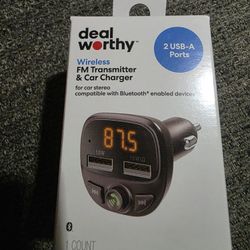 deal
worthy™
2 USB-A
Ports
Wireless
FM Transmitter
& Car Charger
for car stereo
compatible with Bluetooth® enabled devices
87.5
1 COUNT